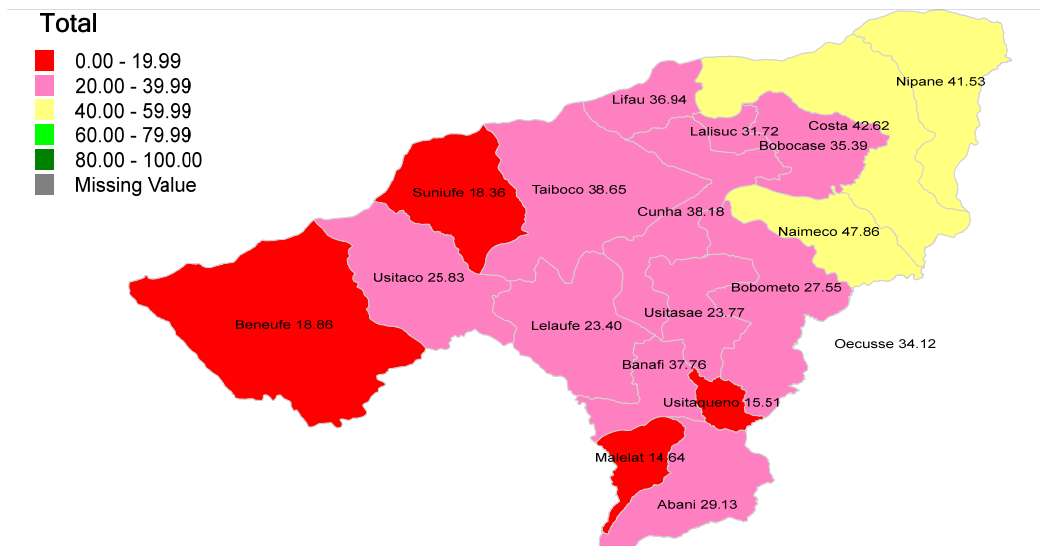 Total
0.00 - 19.99
20.00 - 39.99
40.00 - 59.99
60.00 - 79.99
80.00 - 100.00
Missing Value
Nipane 41.53
Lifau 36.94
Costa 42.62
Lalisuc 31.72
Bobocase 35.39
Suniufe 18.36
Taiboco 38.65
Cunha 38.18
Naimeco 47.86
Usitaco 25.83
Bobometo 27.55
Usitasae 23.77
Beneufe 18.86
Lelaufe 23.40
Oecusse 34.12
Banafi 37.76
Usitaqueno 15.51
Malelat 14.64
Abani 29.13